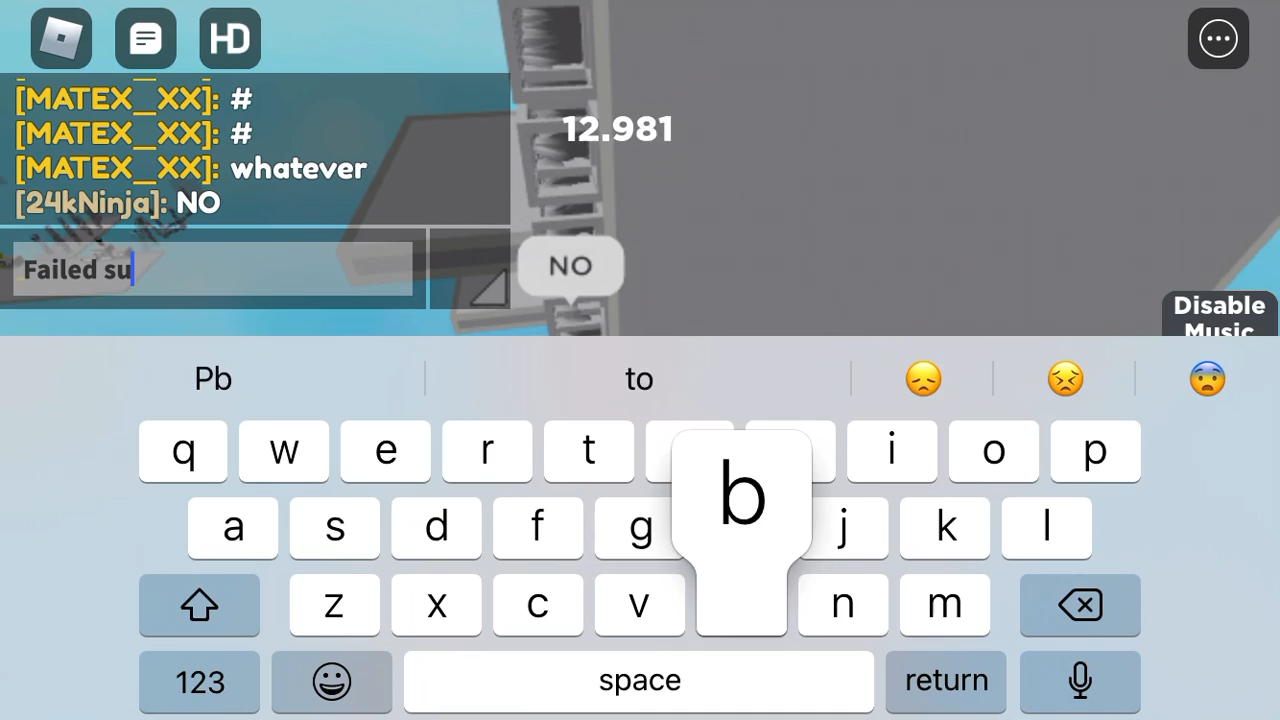 HD
[MATEX_XX]: #
[MATEX_XX]: #
[MATEX_XX]: whatever
[24kNinja]: NO
Failed su
12.981
NO
Disable
Music
Pb to
q w e r t i o p
a s d f g j k l
b
z x c v n m
123 space return